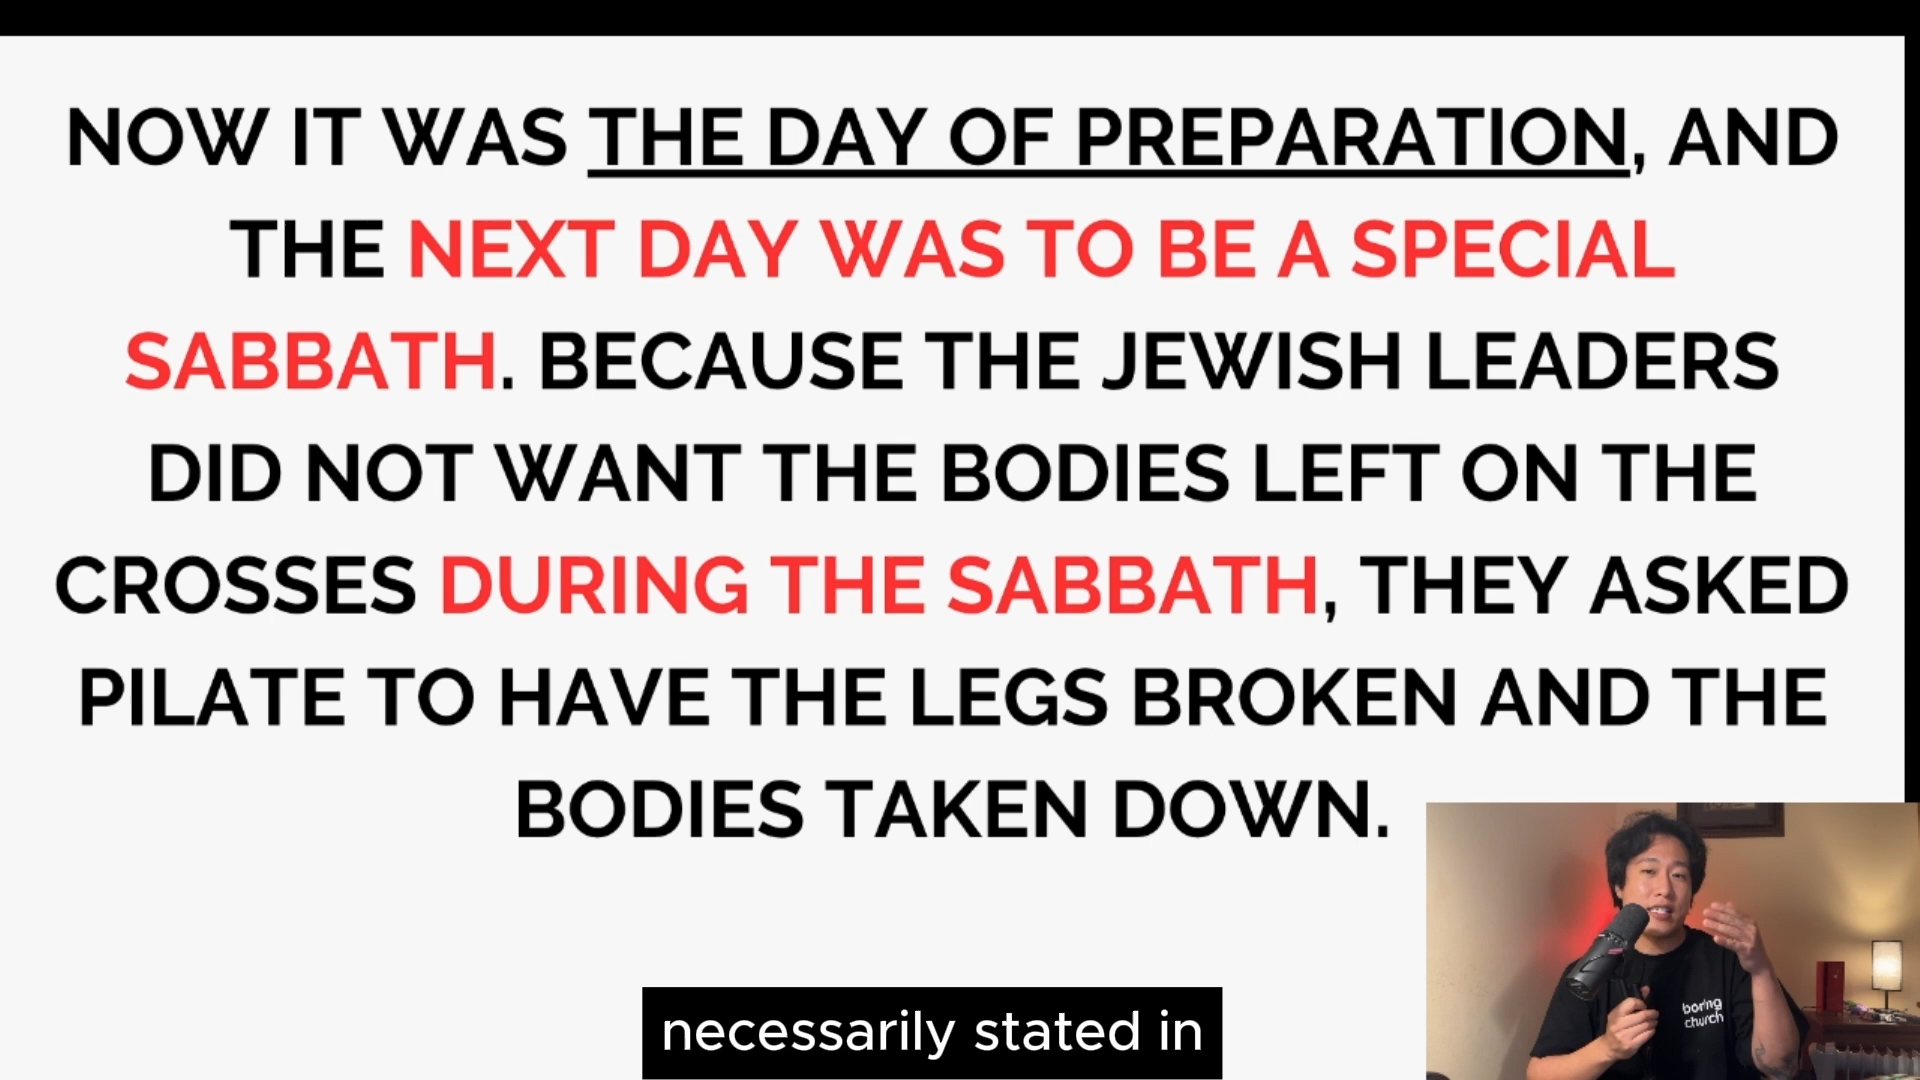 NOW IT WAS THE DAY OF PREPARATION, AND
THE NEXT DAY WAS TO BE A SPECIAL
SABBATH. BECAUSE THE JEWISH LEADERS
DID NOT WANT THE BODIES LEFT ON THE
CROSSES DURING THE SABBATH, THEY ASKED
PILATE TO HAVE THE LEGS BROKEN AND THE
BODIES TAKEN DOWN.
boring
church
necessarily stated in